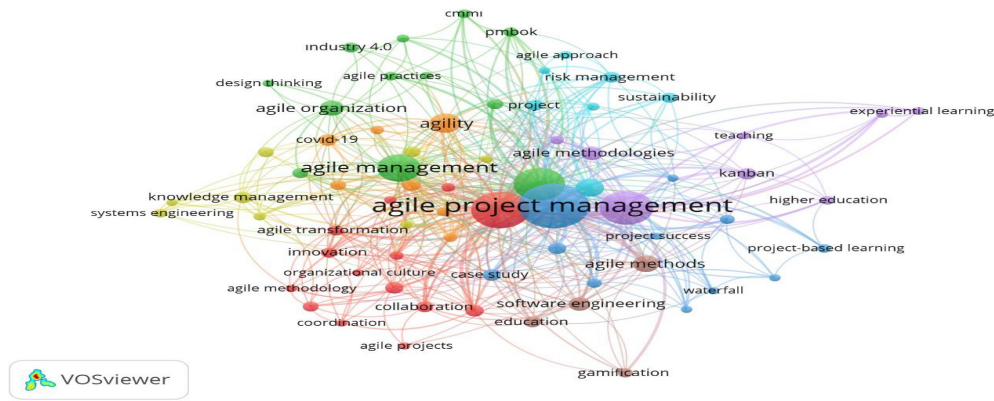 cmmi
pmbok
industry 4.0
agile approach
design thinking
agile practices
risk management
sustainability
agile organization
project
experiential learning
agility
teaching
covid-19
agile methodologies
agile management
kanban
knowledge management
agile project management
higher education
systems engineering
agile transformation
project success
project-based learning
innovation
agile methods
organizational culture
case study
agile methodology
waterfall
collaboration
software engineering
coordination
education
agile projects
gamification
VOSviewer